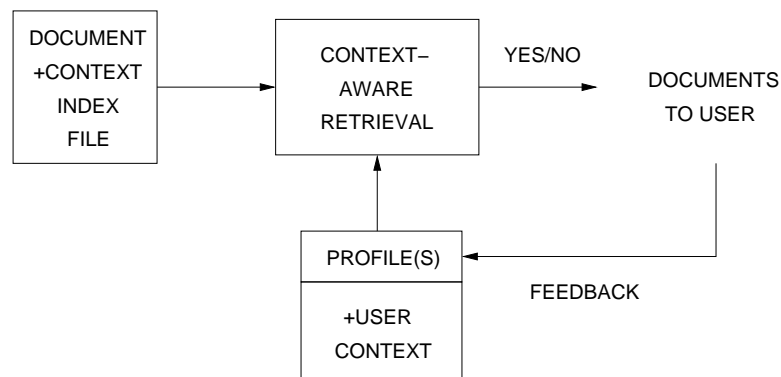 DOCUMENT
+CONTEXT
INDEX
FILE
CONTEXT–
AWARE
RETRIEVAL
YES/NO
DOCUMENTS
TO USER
PROFILE(S)
+USER
CONTEXT
FEEDBACK